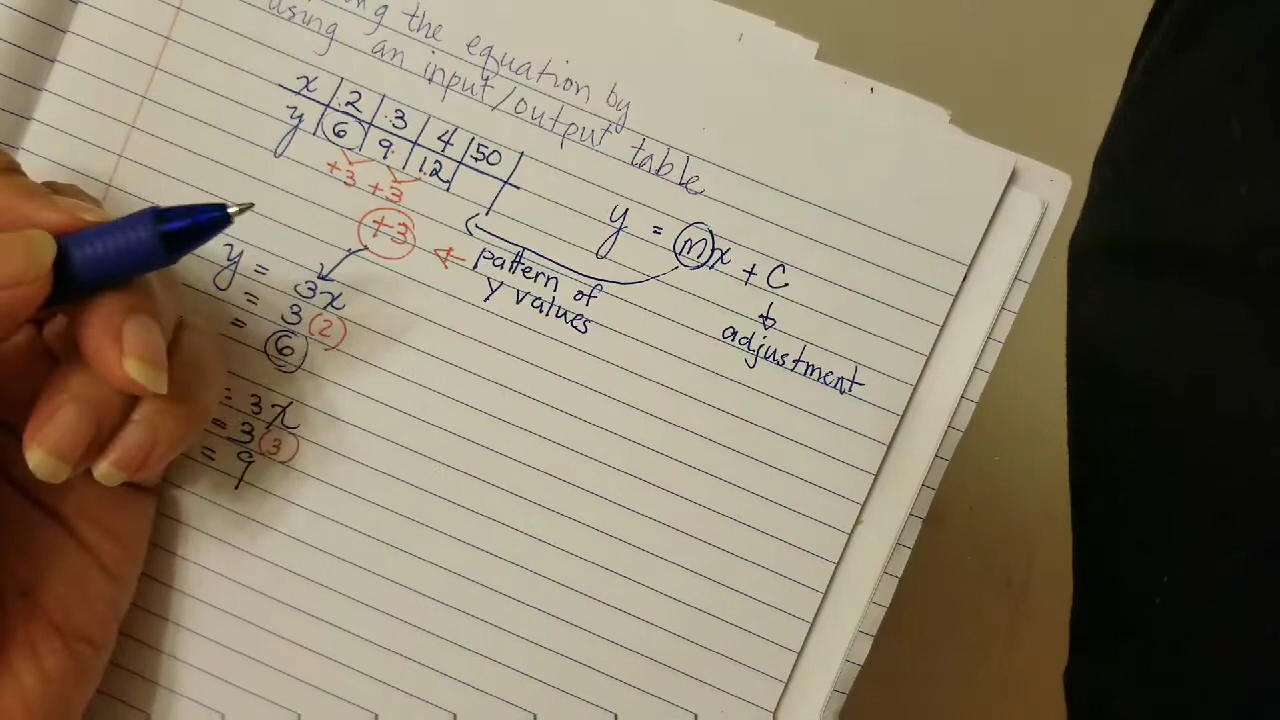 the equation by
using an input/output table
x 2 3 4 50
y 6 9 12
+3 +3
+3
pattern of
y values
y = mx + c
adjustment
y = 3x
= 3(2)
= 6
= 3x
= 3(3)
= 9